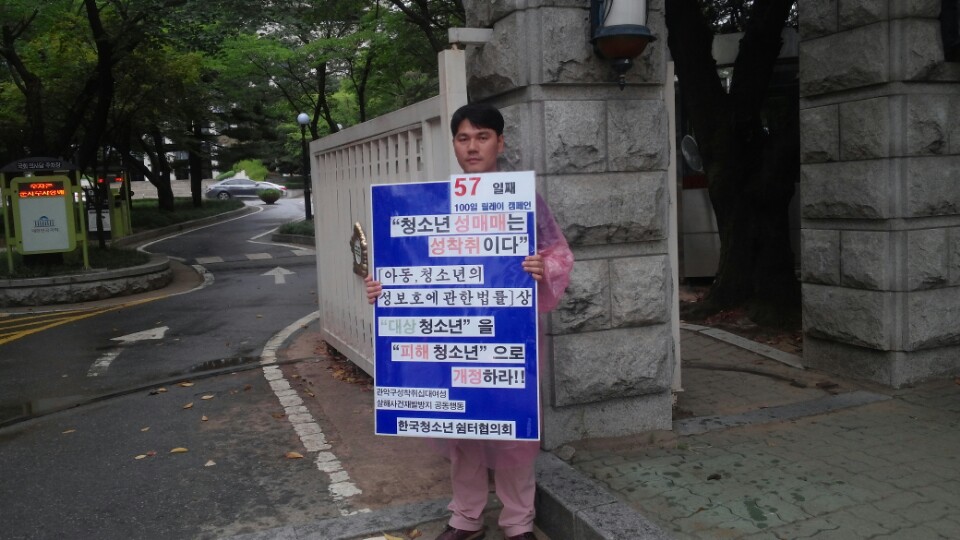 57 일째
100일 릴레이 캠페인
"청소년 성매매는
성착취이다"
[아동.청소년의
성보호에관한법률]상
"대상 청소년" 을
"피해 청소년" 으로
개정하라!!
관악구성착취십대여성
살해사건재발방지 공동행동
한국청소년 쉼터협의회